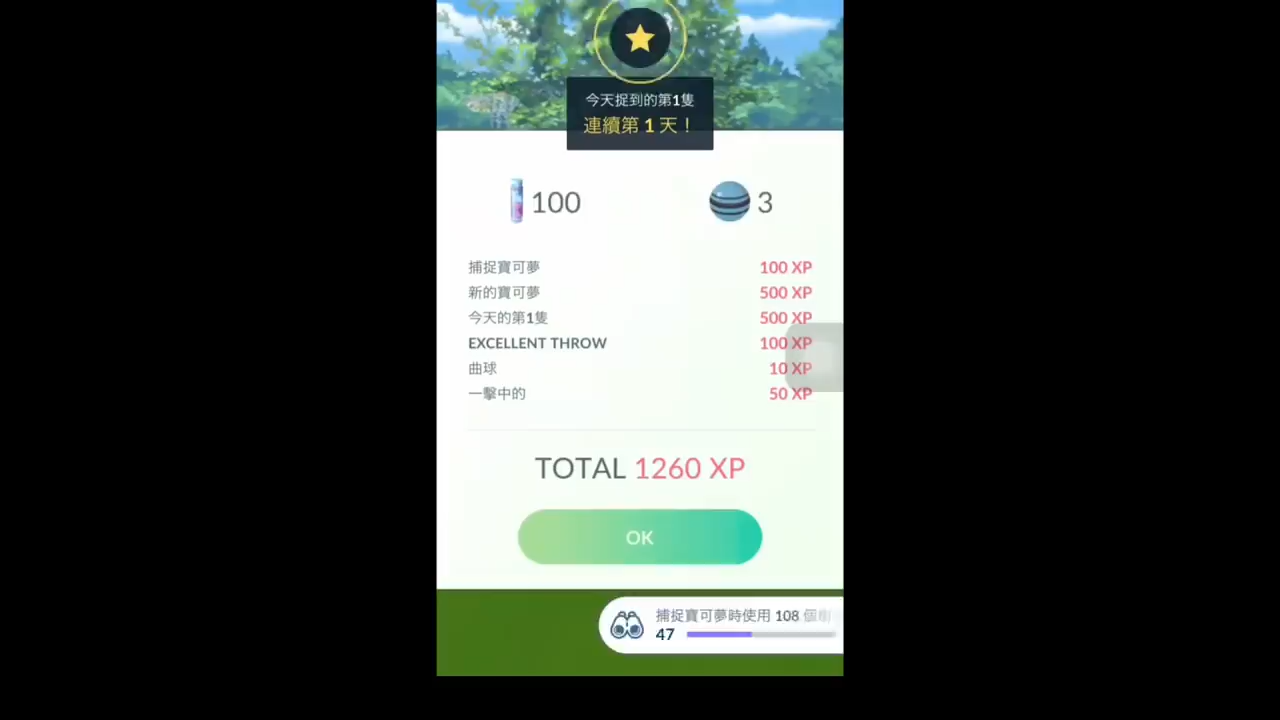 今天捉到的第1隻
連續第 1 天！
100
3
捕捉寶可夢 100 XP
新的寶可夢 500 XP
今天的第1隻 500 XP
EXCELLENT THROW 100 XP
曲球 10 XP
一擊中的 50 XP
TOTAL 1260 XP
OK
捕捉寶可夢時使用 108 個
47